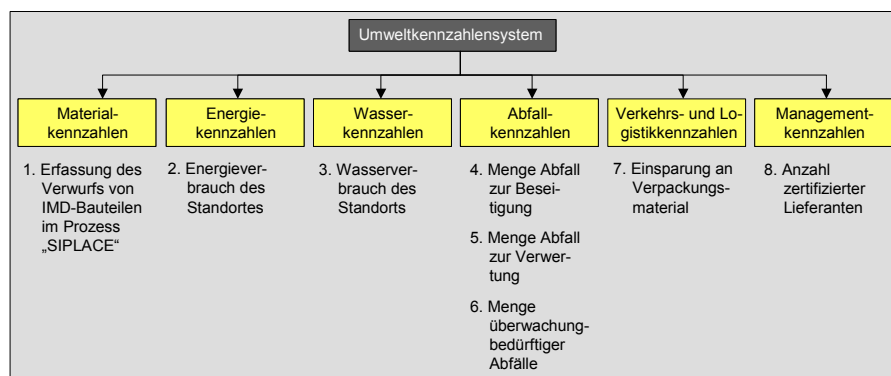 Umweltkennzahlensystem
Material-
kennzahlen
1. Erfassung des
Verwurfs von
IMD-Bauteilen
im Prozess
„SIPLACE“
Energie-
kennzahlen
2. Energiever-
brauch des
Standortes
Wasser-
kennzahlen
3. Wasserver-
brauch des
Standorts
Abfall-
kennzahlen
4. Menge Abfall
zur Besei-
tigung
5. Menge Abfall
zur Verwer-
tung
6. Menge
überwachung-
bedürftiger
Abfälle
Verkehrs- und Lo-
gistikkennzahlen
7. Einsparung an
Verpackungs-
material
Management-
kennzahlen
8. Anzahl
zertifizierter
Lieferanten